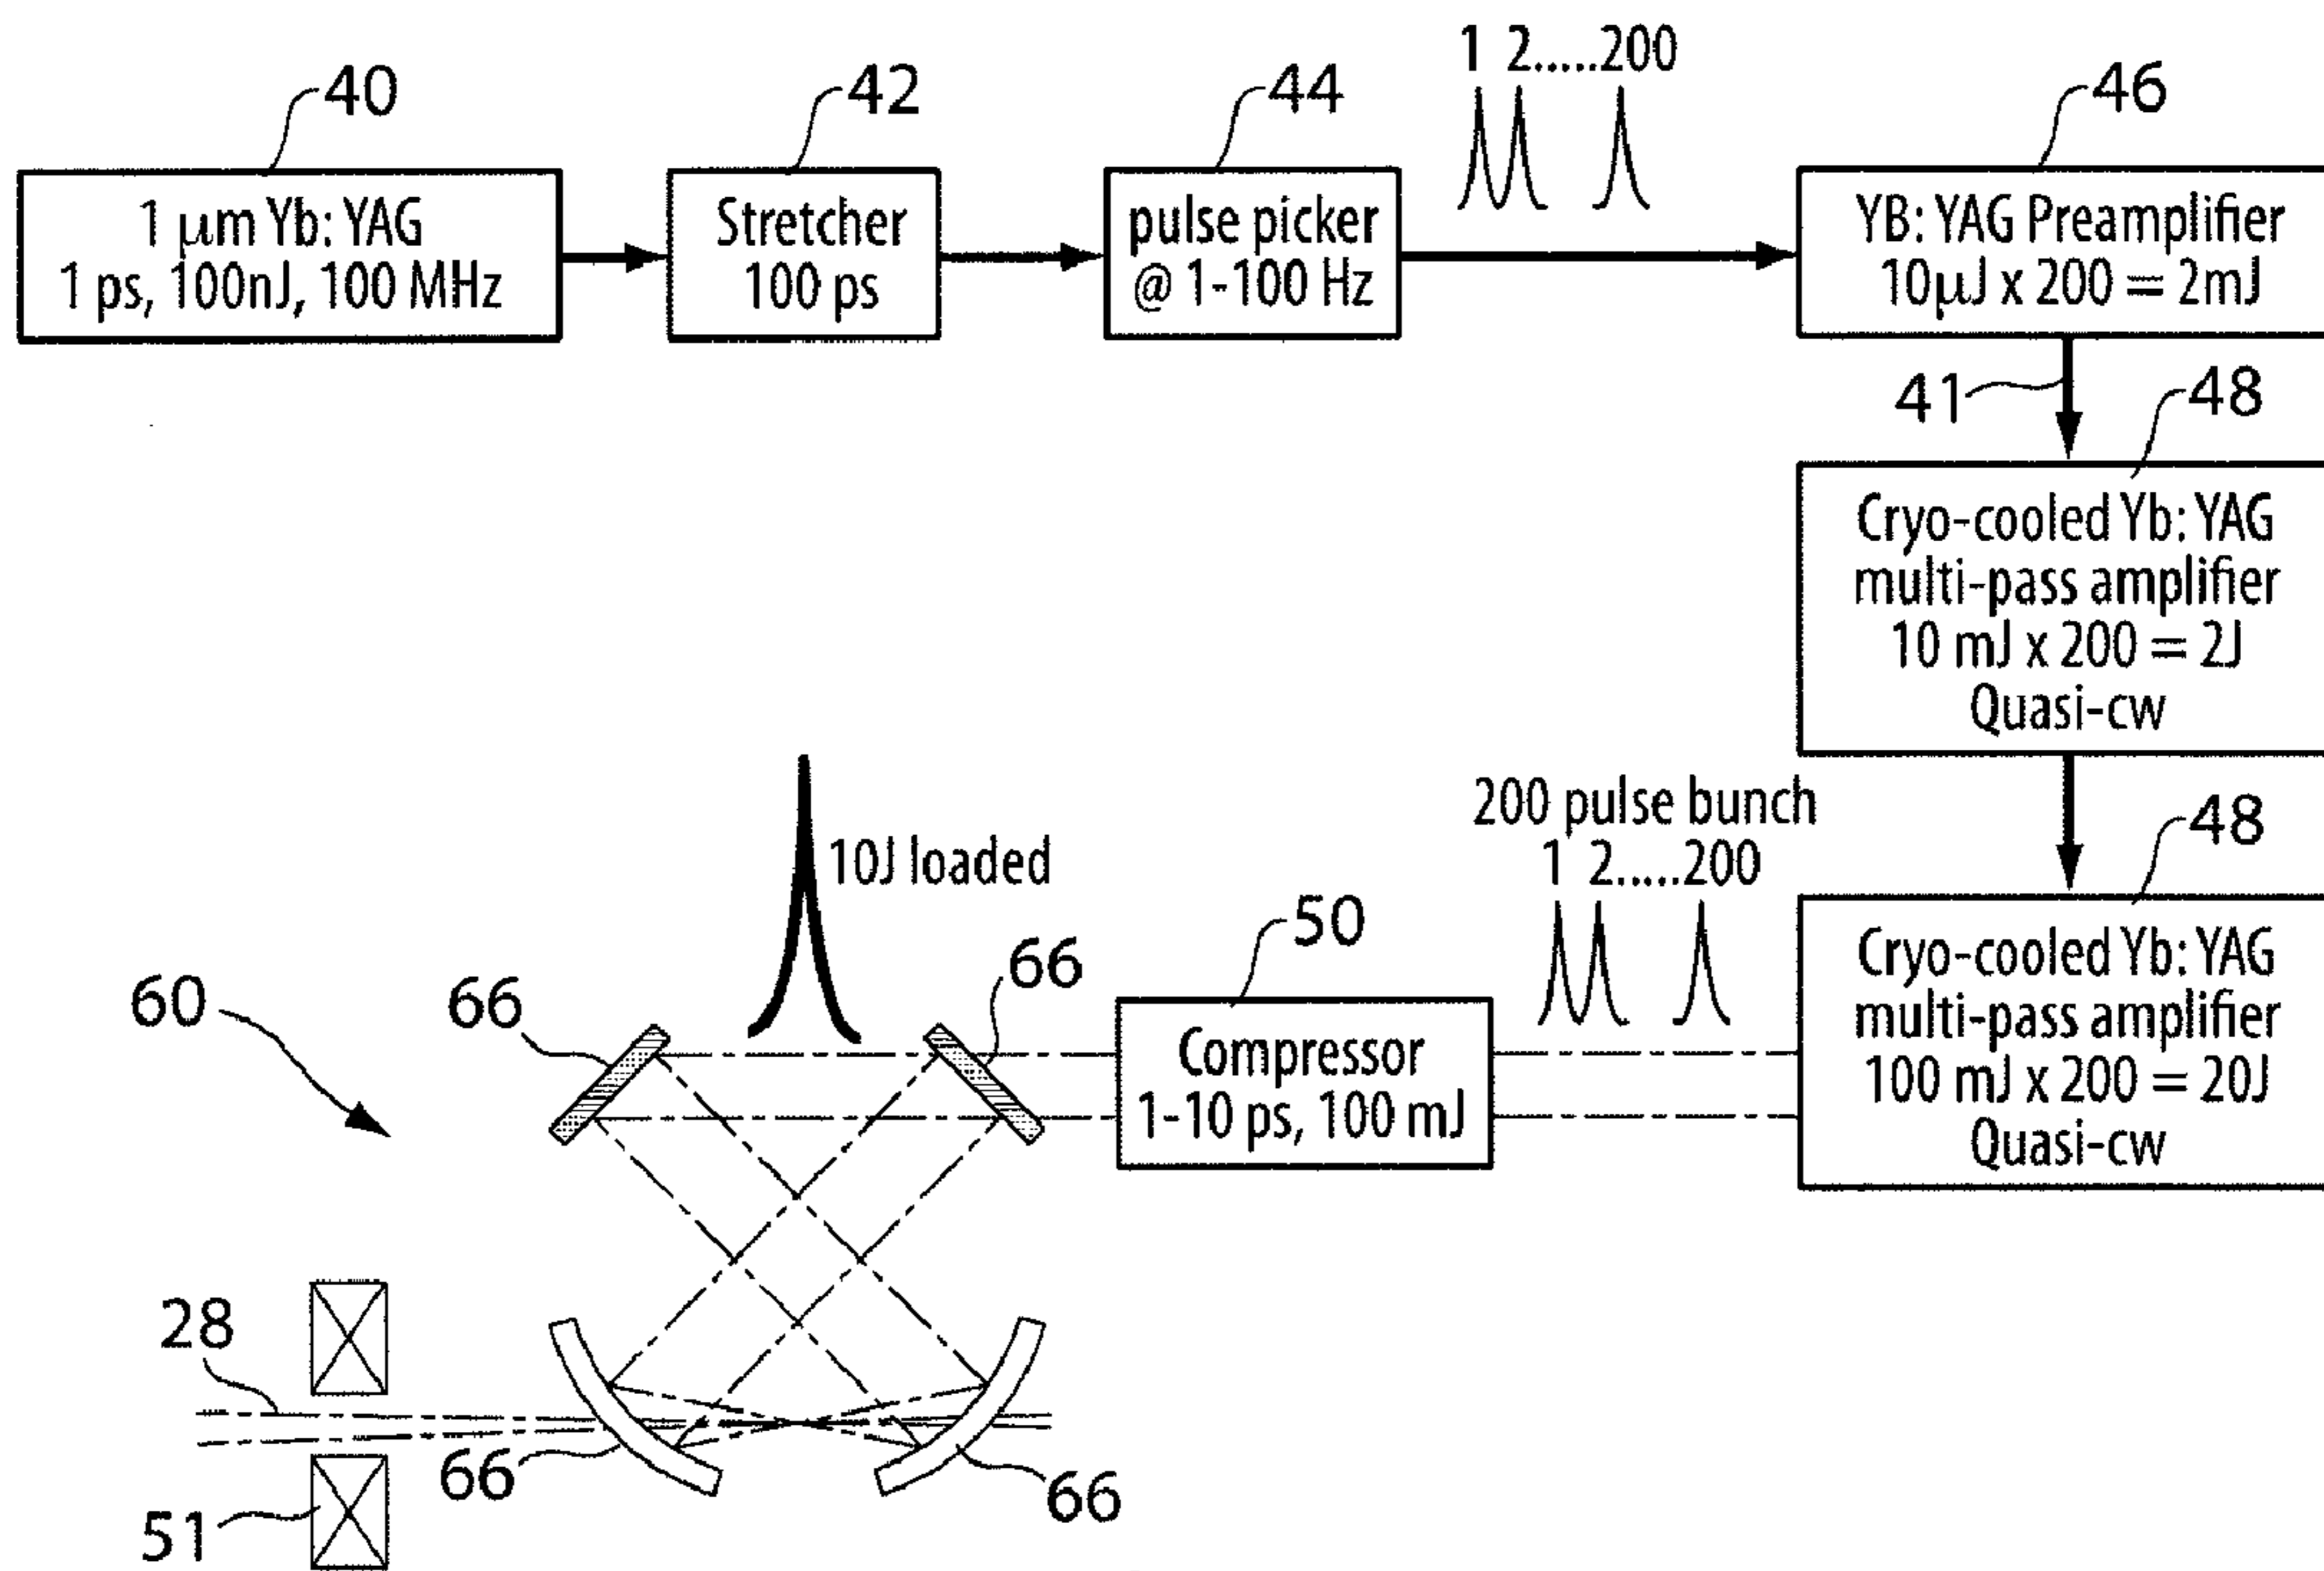 40
42
44
1 2.....200
46
1 μm Yb: YAG
1 ps, 100nJ, 100 MHz
Stretcher
100 ps
pulse picker
@ 1-100 Hz
YB: YAG Preamplifier
10μJ x 200 = 2mJ
41
48
Cryo-cooled Yb: YAG
multi-pass amplifier
10 mJ x 200 = 2J
Quasi-cw
200 pulse bunch
1 2.....200
48
10J loaded
50
66
66
60
Compressor
1-10 ps, 100 mJ
Cryo-cooled Yb: YAG
multi-pass amplifier
100 mJ x 200 = 20J
Quasi-cw
28
66
66
51